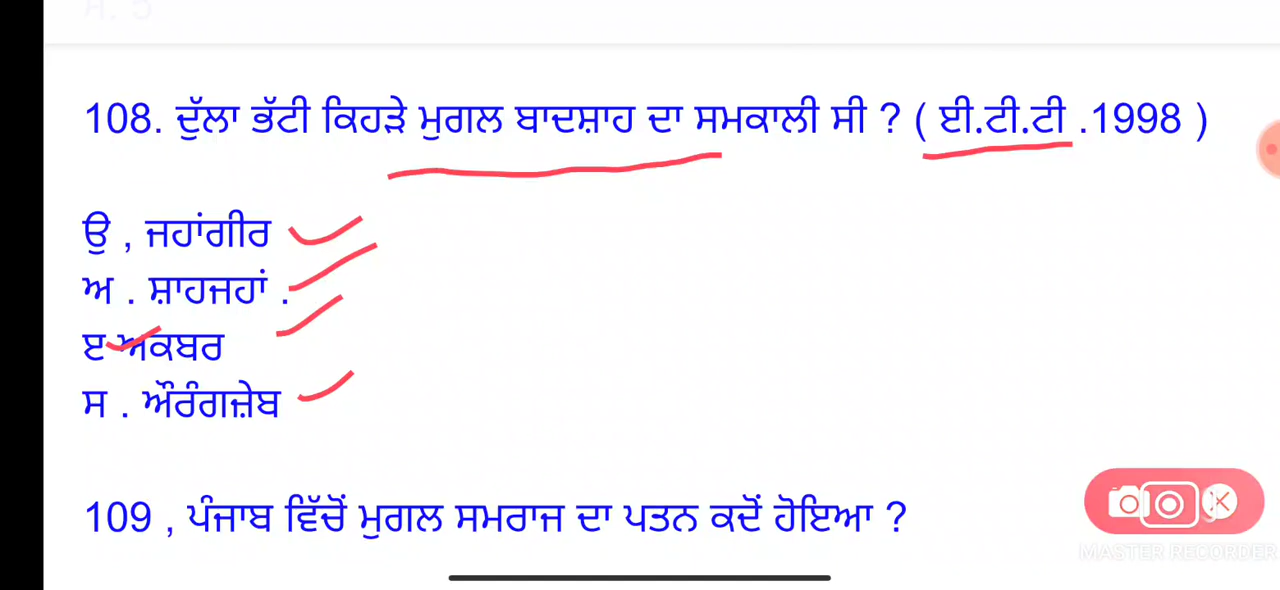 108. ਦੁੱਲਾ ਭੱਟੀ ਕਿਹੜੇ ਮੁਗਲ ਬਾਦਸ਼ਾਹ ਦਾ ਸਮਕਾਲੀ ਸੀ ? ( ਈ.ਟੀ.ਟੀ .1998 )
ੳ , ਜਹਾਂਗੀਰ
ਅ . ਸ਼ਾਹਜਹਾਂ .
ੲ ਅਕਬਰ
ਸ . ਔਰੰਗਜ਼ੇਬ
109 , ਪੰਜਾਬ ਵਿੱਚੋਂ ਮੁਗਲ ਸਮਰਾਜ ਦਾ ਪਤਨ ਕਦੋਂ ਹੋਇਆ ?
MASTER RECORDER